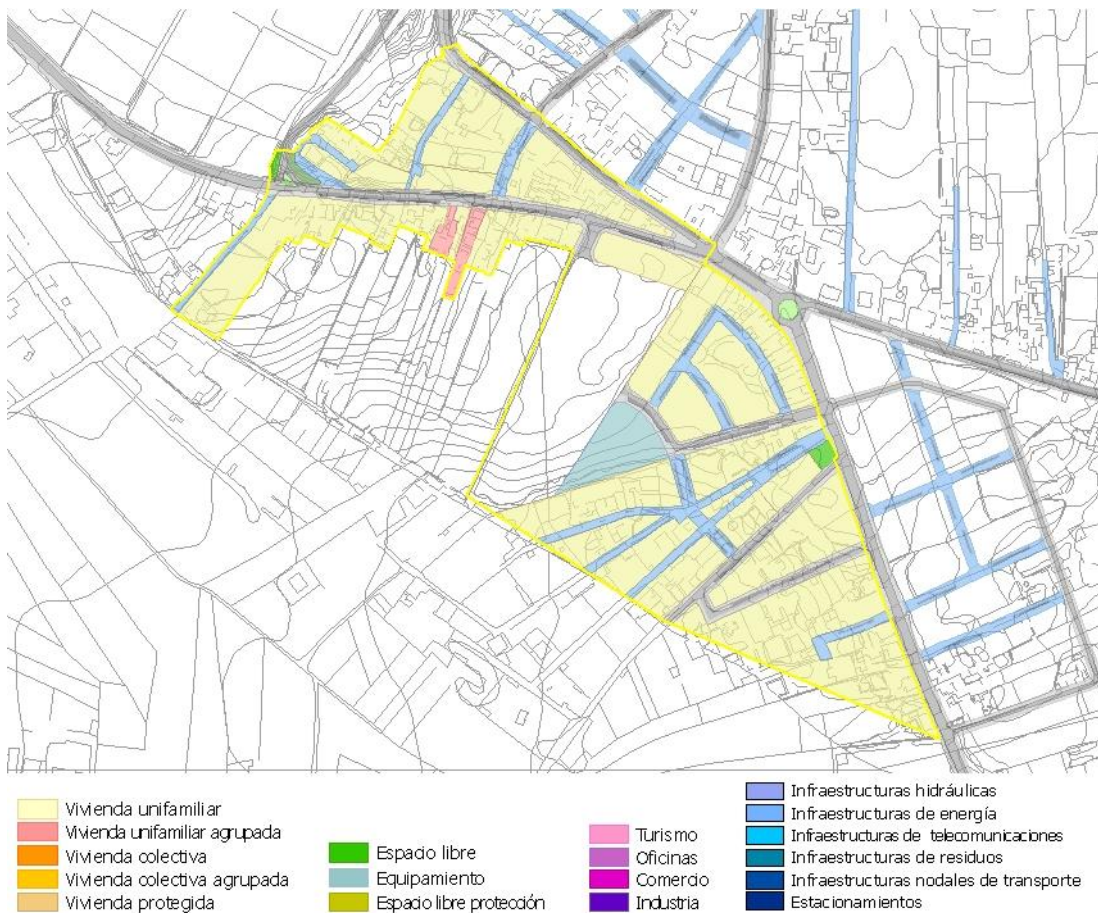 Vivienda unifamiliar
Vivienda unifamiliar agrupada
Vivienda colectiva
Vivienda colectiva agrupada
Vivienda protegida
Espacio libre
Equipamiento
Espacio libre protección
Turismo
Oficinas
Comercio
Industria
Infraestructuras hidráulicas
Infraestructuras de energía
Infraestructuras de telecomunicaciones
Infraestructuras de residuos
Infraestructuras nodales de transporte
Estacionamientos